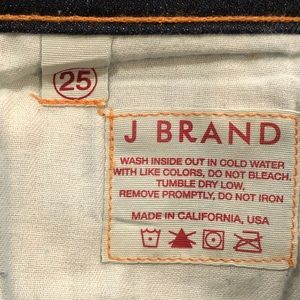 25
J BRAND
WASH INSIDE OUT IN COLD WATER
WITH LIKE COLORS, DO NOT BLEACH.
TUMBLE DRY LOW,
REMOVE PROMPTLY, DO NOT IRON
MADE IN CALIFORNIA, USA